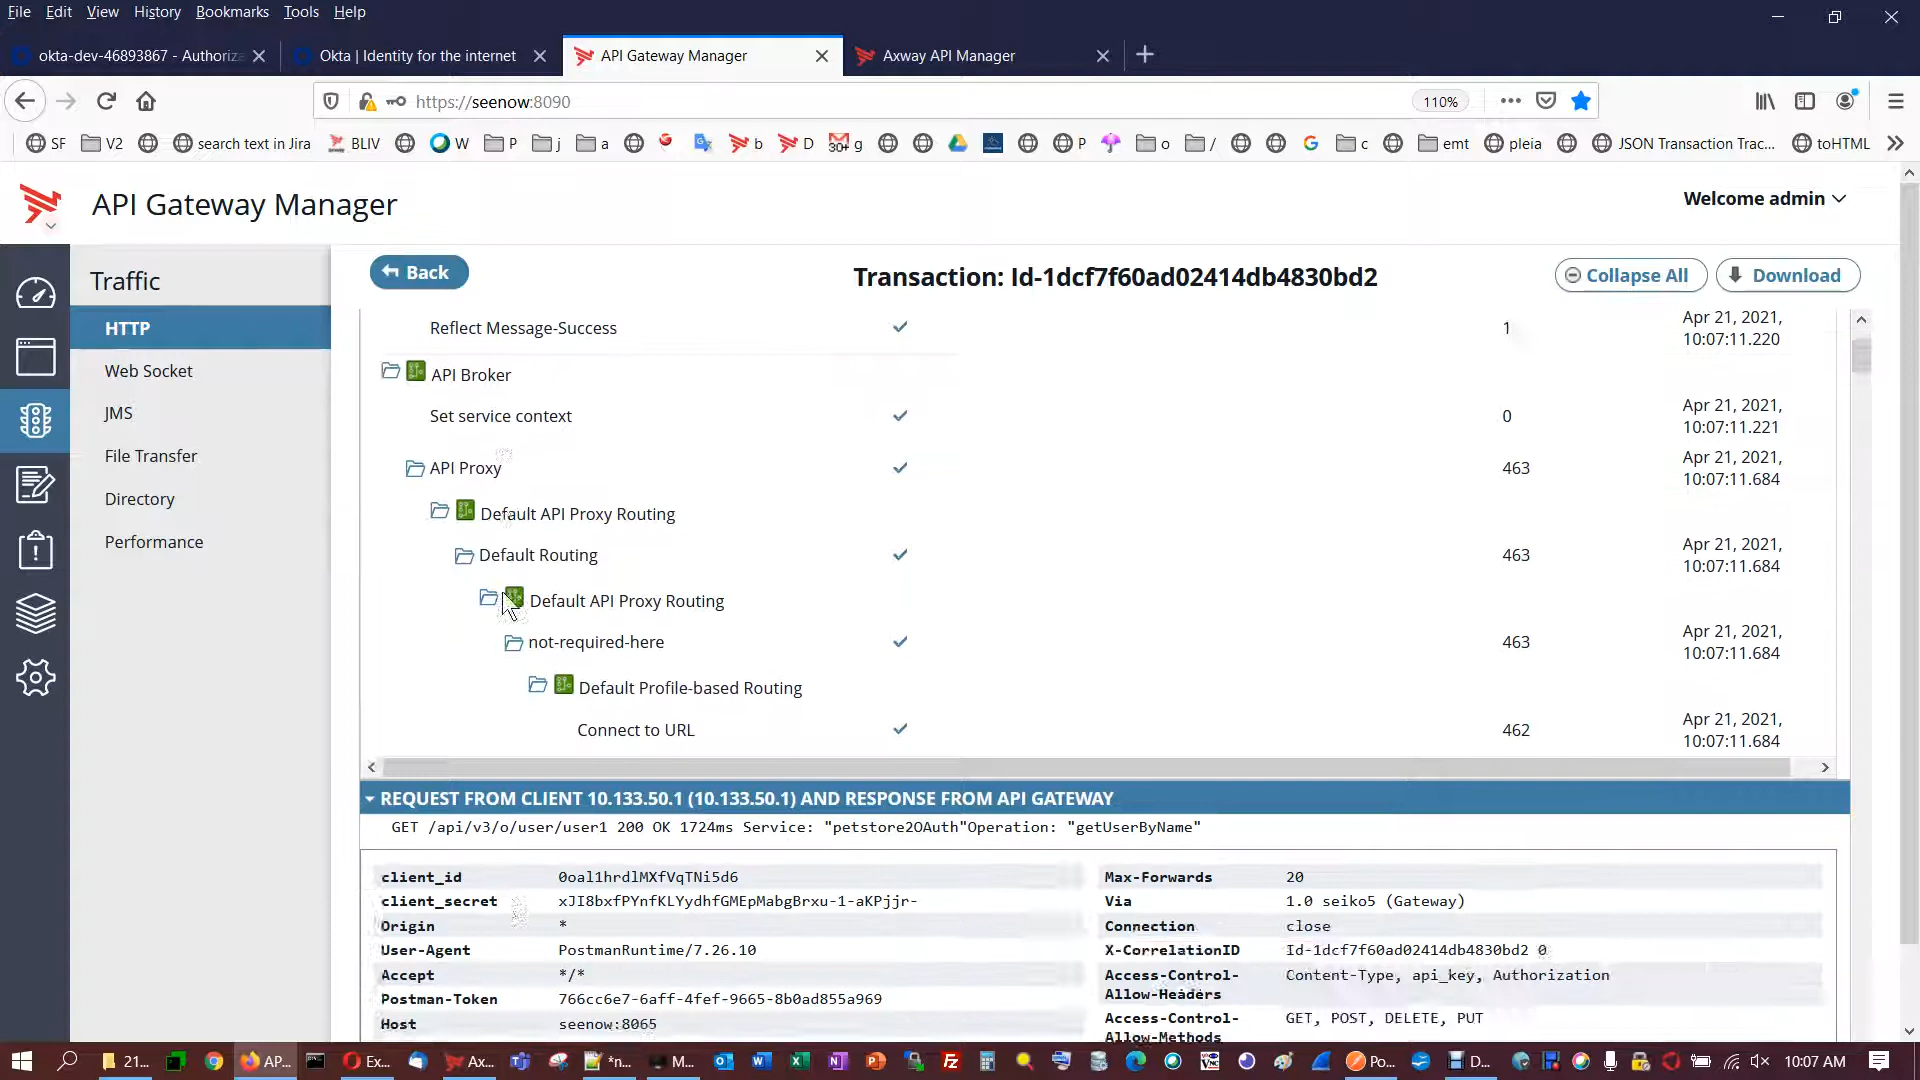 File Edit View History Bookmarks Tools Help
okta-dev-46893867 - Authoriza
Okta | Identity for the internet
API Gateway Manager
Axway API Manager
https://seenow:8090
110%
SF V2 search text in Jira BLIV W P j a b D 30+ g P o / G c emt pleia JSON Transaction Trac... toHTML
API Gateway Manager
Welcome admin
Traffic
HTTP
Web Socket
JMS
File Transfer
Directory
Performance
Back
Transaction: Id-1dcf7f60ad02414db4830bd2
Collapse All
Download
Reflect Message-Success 1 Apr 21, 2021, 10:07:11.220
API Broker
Set service context 0 Apr 21, 2021, 10:07:11.221
API Proxy 463 Apr 21, 2021, 10:07:11.684
Default API Proxy Routing
Default Routing 463 Apr 21, 2021, 10:07:11.684
Default API Proxy Routing
not-required-here 463 Apr 21, 2021, 10:07:11.684
Default Profile-based Routing
Connect to URL 462 Apr 21, 2021, 10:07:11.684
REQUEST FROM CLIENT 10.133.50.1 (10.133.50.1) AND RESPONSE FROM API GATEWAY
GET /api/v3/o/user/user1 200 OK 1724ms Service: "petstore2OAuth"Operation: "getUserByName"
client_id 0oal1hrdlMXfVqTNi5d6
client_secret xJI8bxfPYnfKLYydhfGMEpMabgBrxu-1-aKPjjr-
Origin *
User-Agent PostmanRuntime/7.26.10
Accept */*
Postman-Token 766cc6e7-6aff-4fef-9665-8b0ad855a969
Host seenow:8065
Max-Forwards 20
Via 1.0 seiko5 (Gateway)
Connection close
X-CorrelationID Id-1dcf7f60ad02414db4830bd2 0
Access-Control-Allow-Headers Content-Type, api_key, Authorization
Access-Control-Allow-Methods GET, POST, DELETE, PUT
21... AP... Ex... Ax... *n... M... Po... D... 10:07 AM